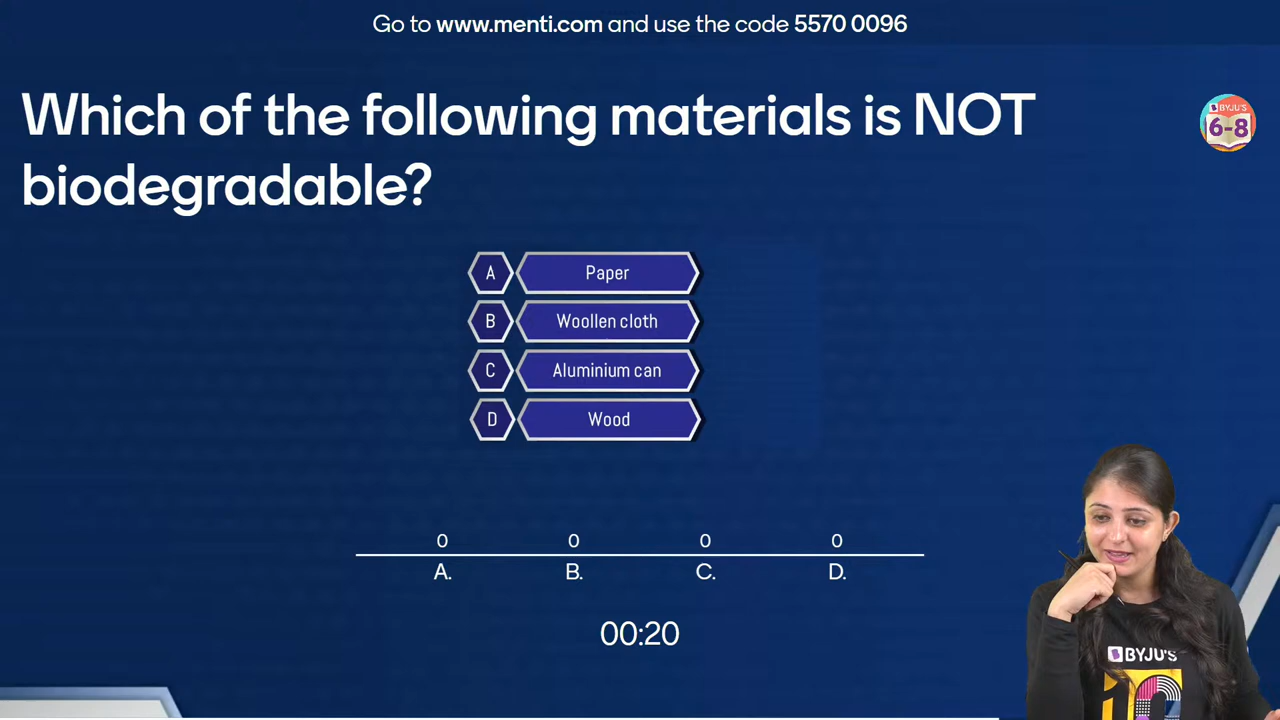 Go to www.menti.com and use the code 5570 0096
Which of the following materials is NOT
biodegradable?
BYJU'S
6-8
A Paper
B Woollen cloth
C Aluminium can
D Wood
0 0 0 0
A. B. C. D.
00:20
BYJU'S